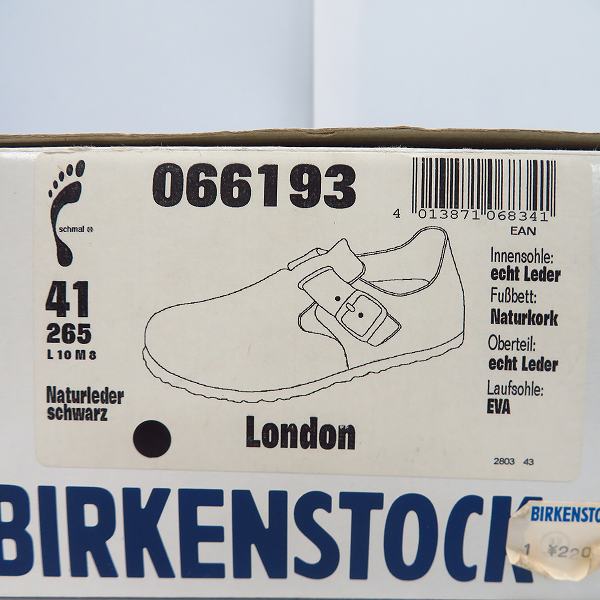 066193
4 013871 068341
EAN
schmal ®
41
265
L 10 M 8
Naturleder
schwarz
Innensohle:
echt Leder
Fußbett:
Naturkork
Oberteil:
echt Leder
Laufsohle:
EVA
London
2803 43
BIRKENSTOCK
BIRKENSTO
1